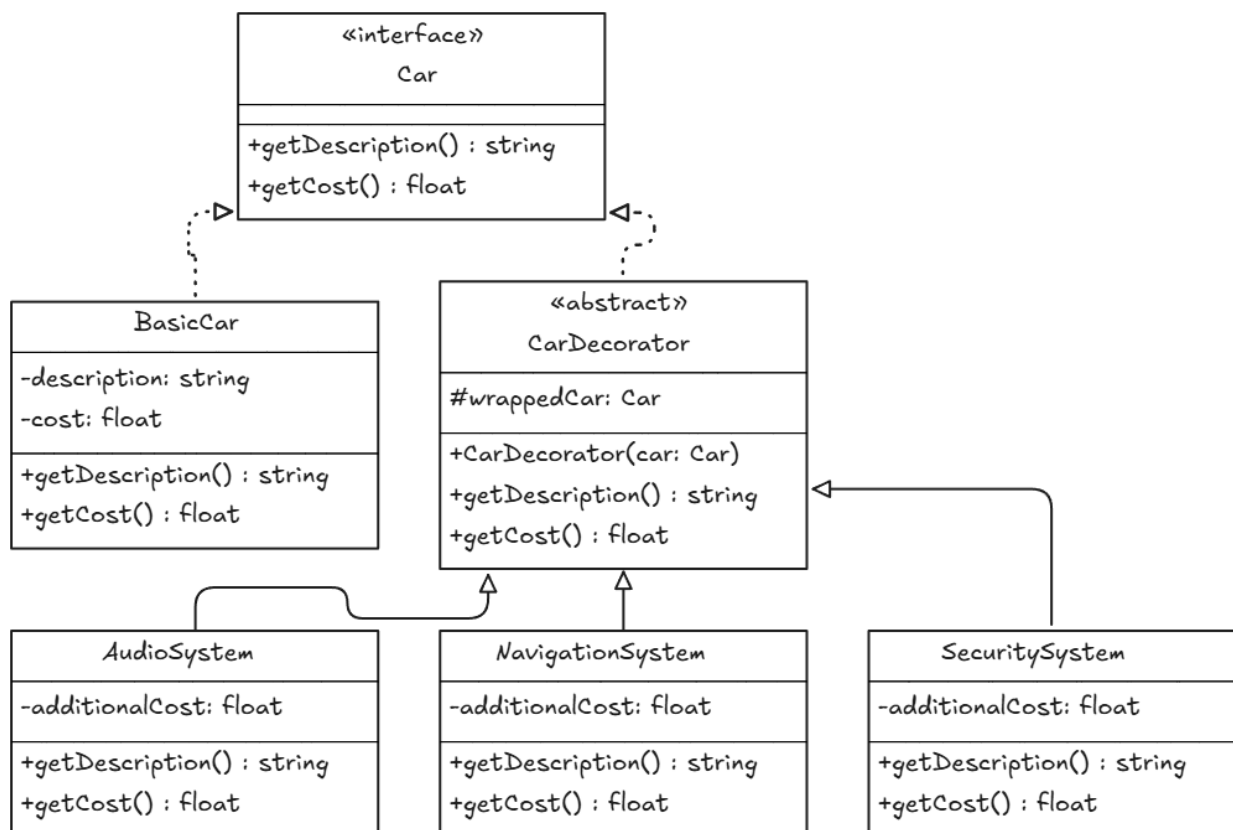 «interface»
Car
+getDescription() : string
+getCost() : float
BasicCar
-description: string
-cost: float
+getDescription() : string
+getCost() : float
«abstract»
CarDecorator
#wrappedCar: Car
+CarDecorator(car: Car)
+getDescription() : string
+getCost() : float
AudioSystem
-additionalCost: float
+getDescription() : string
+getCost() : float
NavigationSystem
-additionalCost: float
+getDescription() : string
+getCost() : float
SecuritySystem
-additionalCost: float
+getDescription() : string
+getCost() : float